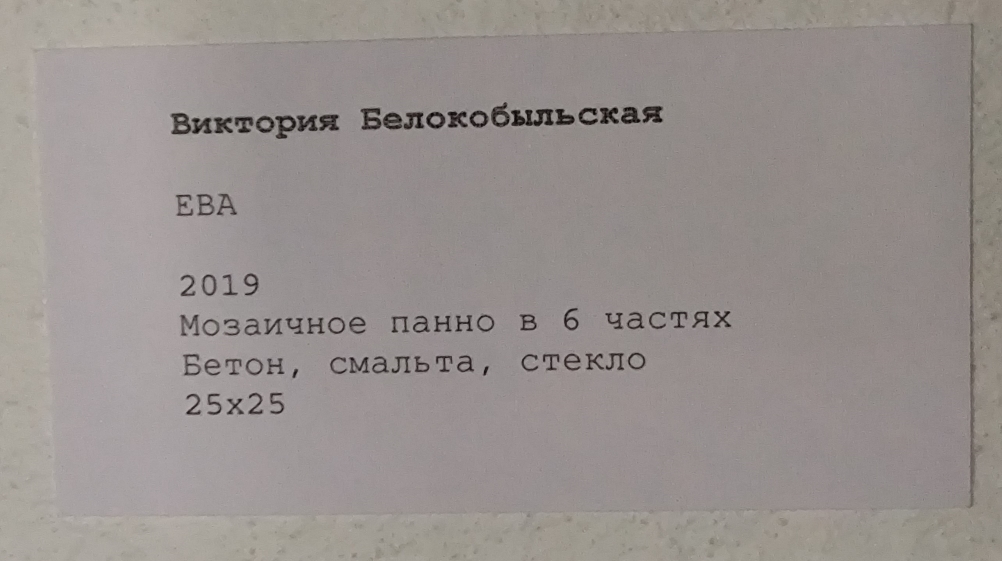 Виктория Белокобыльская
ЕВА
2019
Мозаичное панно в 6 частях
Бетон, смальта, стекло
25х25